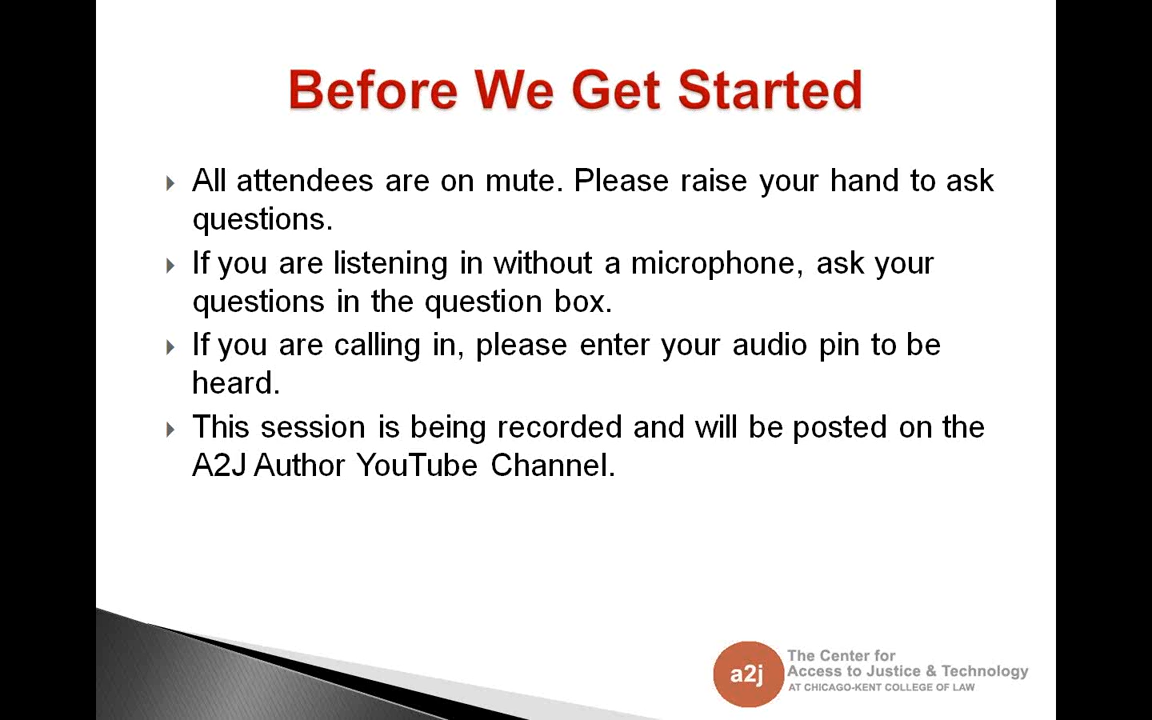 Before We Get Started
All attendees are on mute. Please raise your hand to ask
questions.
If you are listening in without a microphone, ask your
questions in the question box.
If you are calling in, please enter your audio pin to be
heard.
This session is being recorded and will be posted on the
A2J Author YouTube Channel.
a2j
The Center for
Access to Justice & Technology
AT CHICAGO-KENT COLLEGE OF LAW